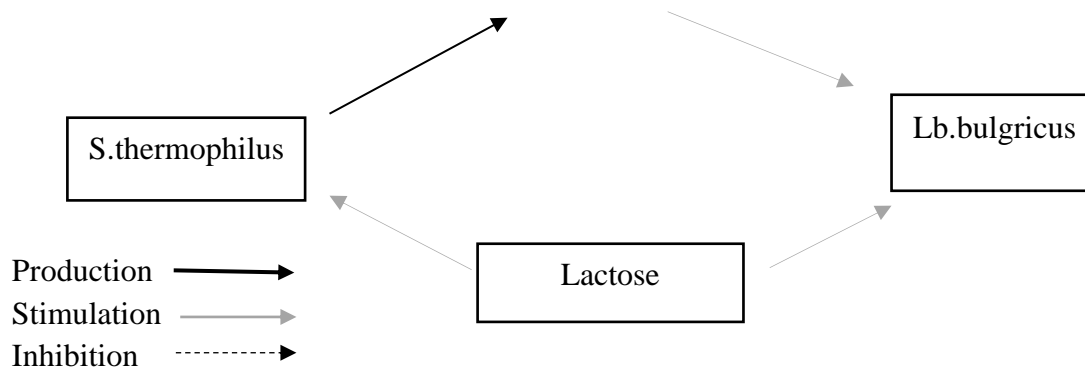 S.thermophilus
Lb.bulgricus
Lactose
Production
Stimulation
Inhibition